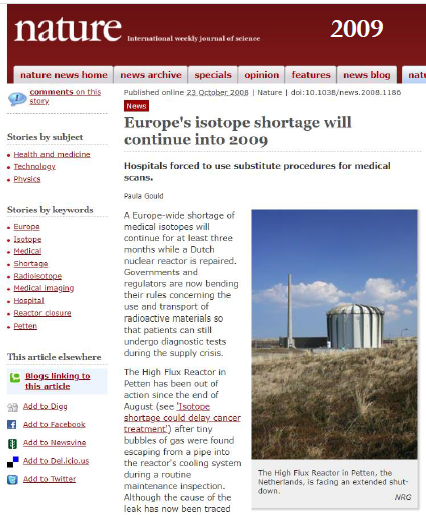 nature International weekly journal of science
2009
nature news home news archive specials opinion features news blog natu
comments on this story
Published online 23 October 2008 | Nature | doi:10.1038/news.2008.1186
News
Europe's isotope shortage will
continue into 2009
Hospitals forced to use substitute procedures for medical
scans.
Paula Gould
Stories by subject
Health and medicine
Technology
Physics
Stories by keywords
Europe
Isotope
Medical
Shortage
Radioisotope
Medical imaging
Hospital
Reactor closure
Petten
This article elsewhere
Blogs linking to
this article
Add to Digg
Add to Facebook
Add to Newsvine
Add to Del.icio.us
Add to Twitter
A Europe-wide shortage of
medical isotopes will
continue for at least three
months while a Dutch
nuclear reactor is repaired.
Governments and
regulators are now bending
their rules concerning the
use and transport of
radioactive materials so
that patients can still
undergo diagnostic tests
during the supply crisis.
The High Flux Reactor in
Petten has been out of
action since the end of
August (see 'Isotope
shortage could delay cancer
treatment') after tiny
bubbles of gas were found
escaping from a pipe into
the reactor's cooling system
during a routine
maintenance inspection.
Although the cause of the
leak has now been traced
The High Flux Reactor in Petten, the
Netherlands, is facing an extended shut-
down.
NRG